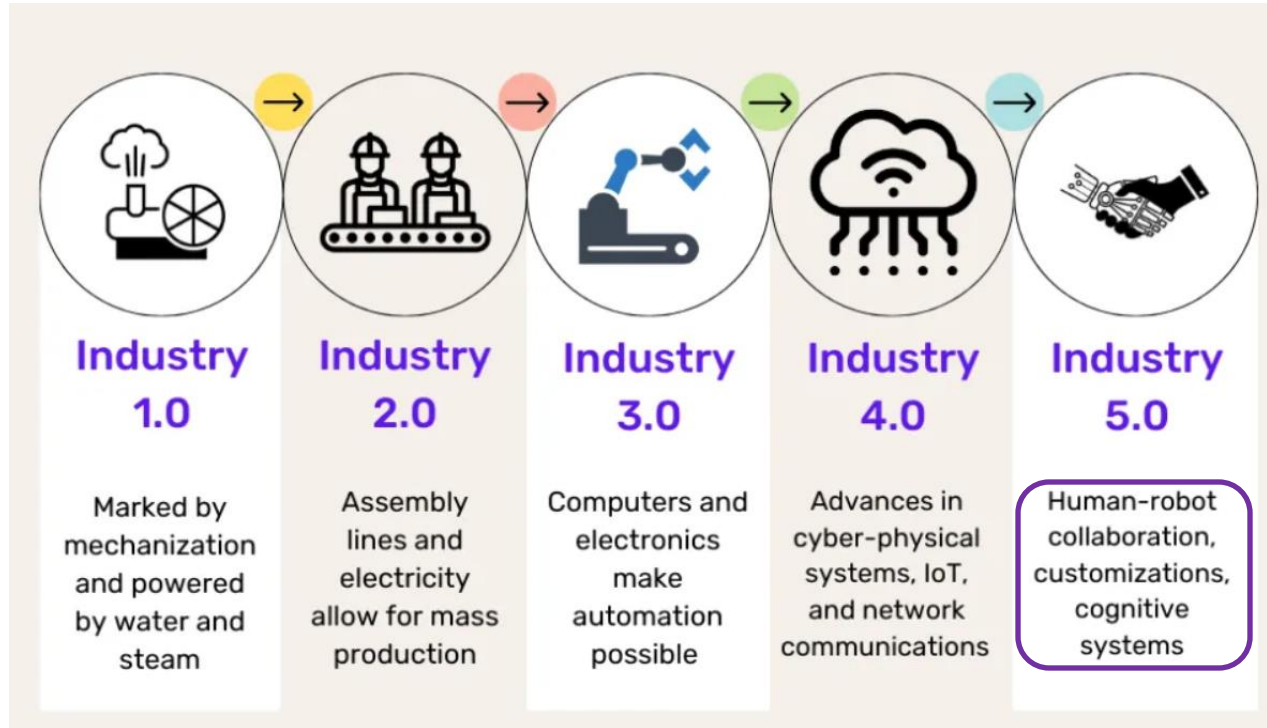 Industry
1.0
Marked by
mechanization
and powered
by water and
steam
Industry
2.0
Assembly
lines and
electricity
allow for mass
production
Industry
3.0
Computers and
electronics
make
automation
possible
Industry
4.0
Advances in
cyber-physical
systems, IoT,
and network
communications
Industry
5.0
Human-robot
collaboration,
customizations,
cognitive
systems